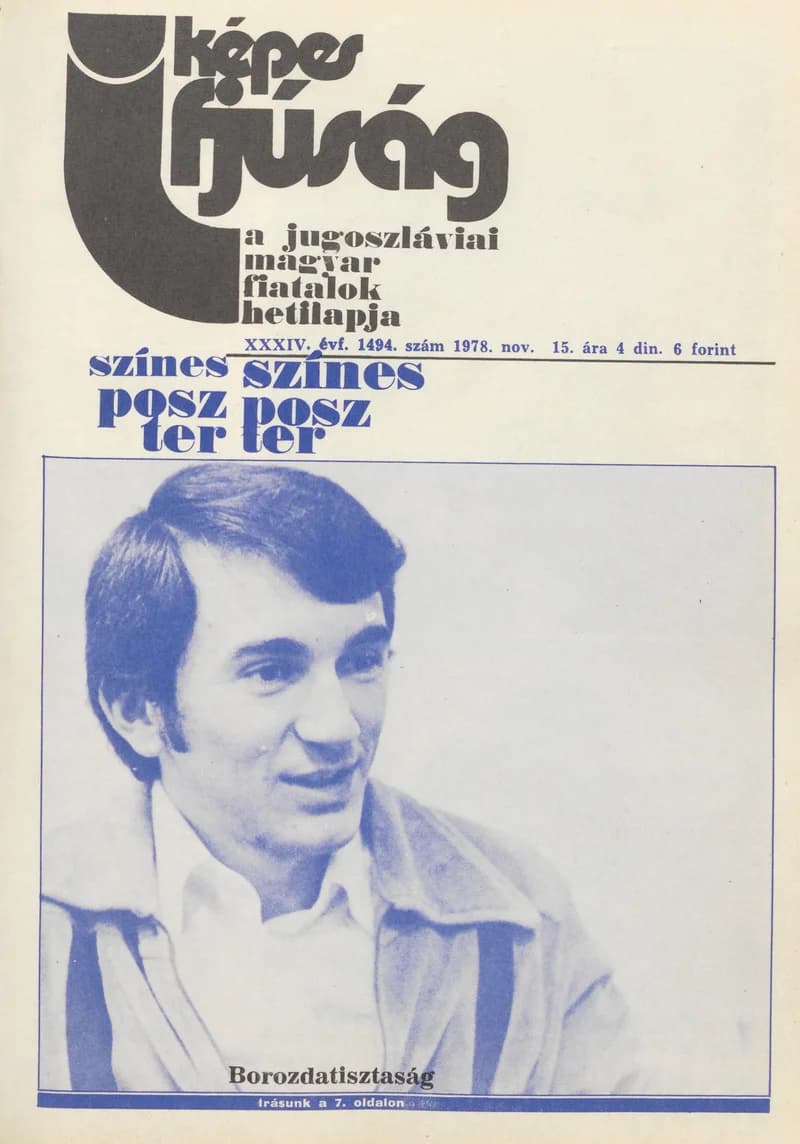 képes
ifjúság
a jugoszláviai
magyar
fiatalok
hetilapja
XXXIV. évf. 1494. szám 1978. nov. 15. ára 4 din. 6 forint
színes színes
posz posz
ter ter
Borozdatisztaság
Írásunk a 7. oldalon